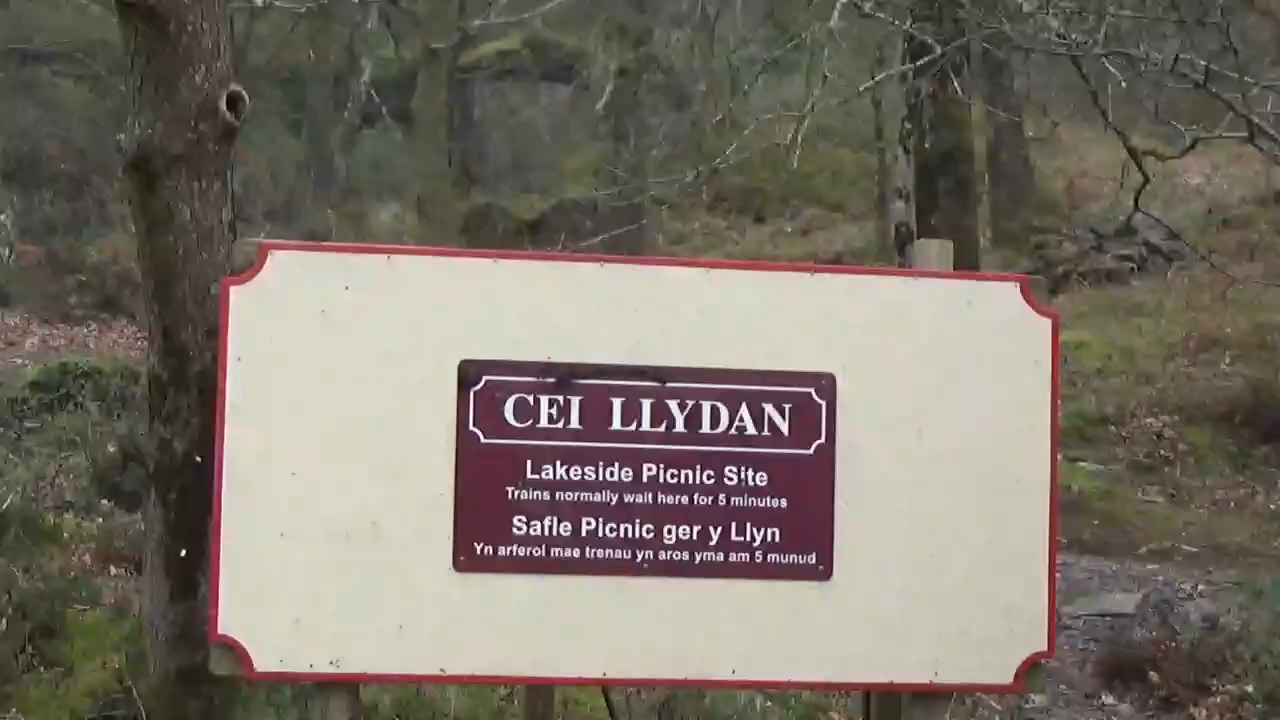 CEI LLYDAN
Lakeside Picnic Site
Trains normally wait here for 5 minutes
Safle Picnic ger y Llyn
Yn arferol mae trenau yn aros yma am 5 munud